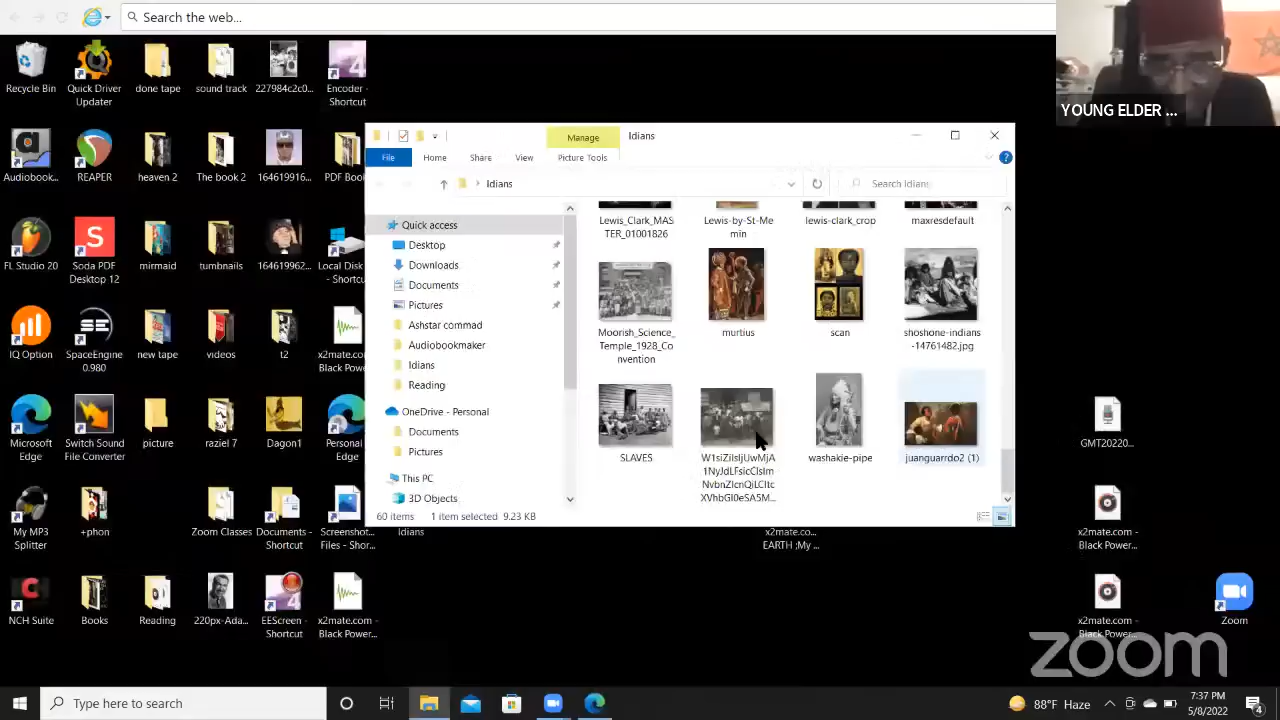 Search the web...
YOUNG ELDER ...
Recycle Bin
Quick Driver
Updater
done tape
sound track
227984c2c0...
Encoder -
Shortcut
Audiobook...
REAPER
heaven 2
The book 2
164619916...
PDF Book
FL Studio 20
Soda PDF
Desktop 12
mirmaid
tumbnails
164619962...
Local Disk
- Shortcu
IQ Option
SpaceEngine
0.980
new tape
videos
t2
x2mate.co
Black Powe
Microsoft
Edge
Switch Sound
File Converter
picture
raziel 7
Dagon1
Personal
Edge
My MP3
Splitter
+phon
Zoom Classes
Documents -
Shortcut
Screenshot...
Files - Shor...
Idians
NCH Suite
Books
Reading
220px-Ada...
EEScreen -
Shortcut
x2mate.com -
Black Power...
Manage
Idians
File
Home
Share
View
Picture Tools
Idians
Search Idians
Quick access
Desktop
Downloads
Documents
Pictures
Ashstar commad
Audiobookmaker
Idians
Reading
OneDrive - Personal
Documents
Pictures
This PC
3D Objects
Lewis_Clark_MAS
TER_01001826
Lewis-by-St-Me
min
lewis-clark_crop
maxresdefault
Moorish_Science_
Temple_1928_Co
nvention
murtius
scan
shoshone-indians
-14761482.jpg
SLAVES
washakie-pipe
juanguarrdo2 (1)
60 items
1 item selected
9.23 KB
x2mate.co...
EARTH ;My ...
GMT20220...
x2mate.com -
Black Power...
x2mate.com -
Black Power...
Zoom
zoom
Type here to search
88°F Haze
7:37 PM
5/8/2022
4